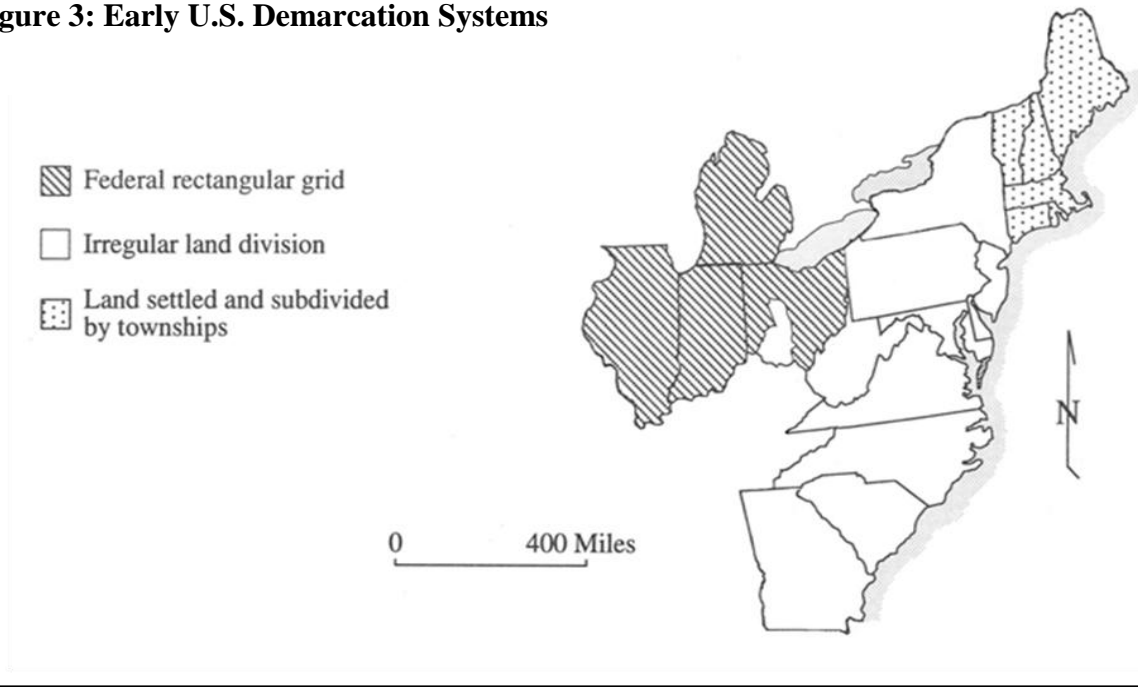 gure 3: Early U.S. Demarcation Systems
Federal rectangular grid
Irregular land division
Land settled and subdivided
by townships
N
0 400 Miles